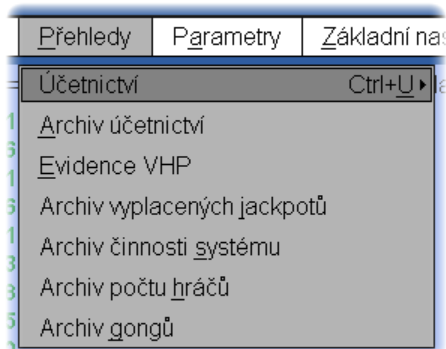 Přehledy Parametry Základní nas
Účetnictví Ctrl+U
Archiv účetnictví
Evidence VHP
Archiv vyplacených jackpotů
Archiv činnosti systému
Archiv počtu hráčů
Archiv gongů